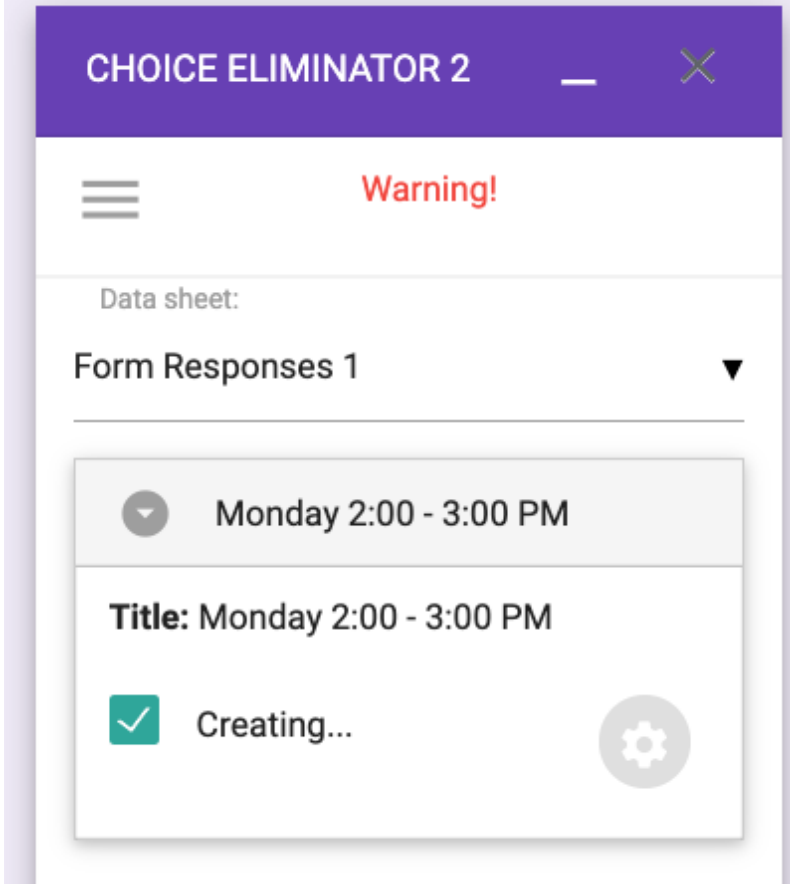 CHOICE ELIMINATOR 2
Warning!
Data sheet:
Form Responses 1
Monday 2:00 - 3:00 PM
Title: Monday 2:00 - 3:00 PM
Creating...